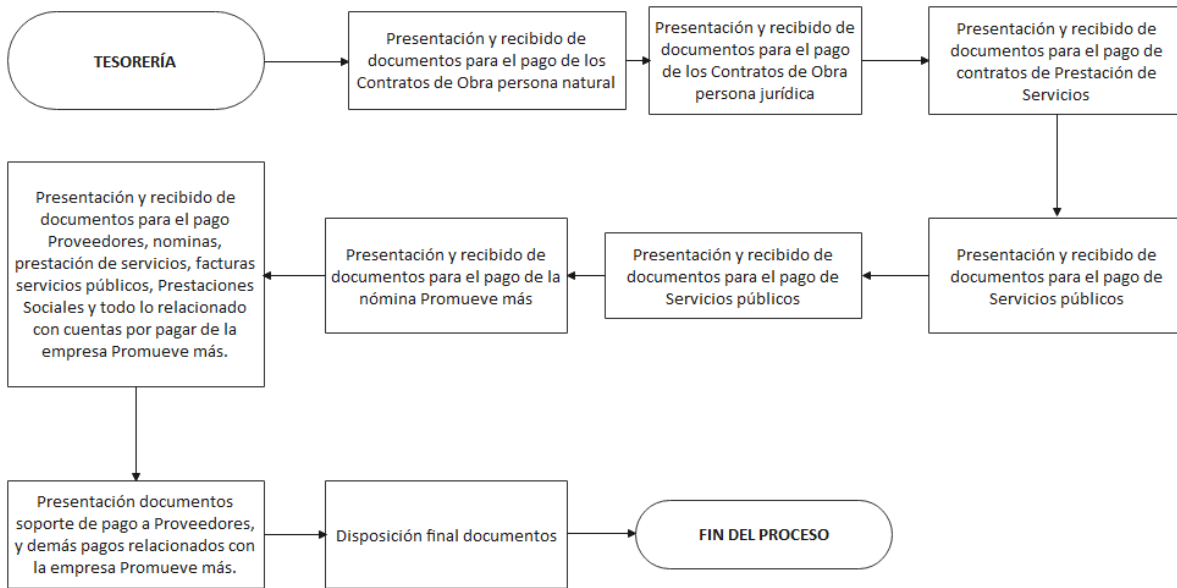 TESORERÍA
Presentación y recibido de
documentos para el pago de los
Contratos de Obra persona natural
Presentación y recibido de
documentos para el pago
de los Contratos de Obra
persona jurídica
Presentación y recibido de
documentos para el pago de
contratos de Prestación de
Servicios
Presentación y recibido de
documentos para el pago de
Servicios públicos
Presentación y recibido de
documentos para el pago de
Servicios públicos
Presentación y recibido de
documentos para el pago de la
nómina Promueve más
Presentación y recibido de
documentos para el pago
Proveedores, nominas,
prestación de servicios, facturas
servicios públicos, Prestaciones
Sociales y todo lo relacionado
con cuentas por pagar de la
empresa Promueve más.
Presentación documentos
soporte de pago a Proveedores,
y demás pagos relacionados con
la empresa Promueve más.
Disposición final documentos
FIN DEL PROCESO